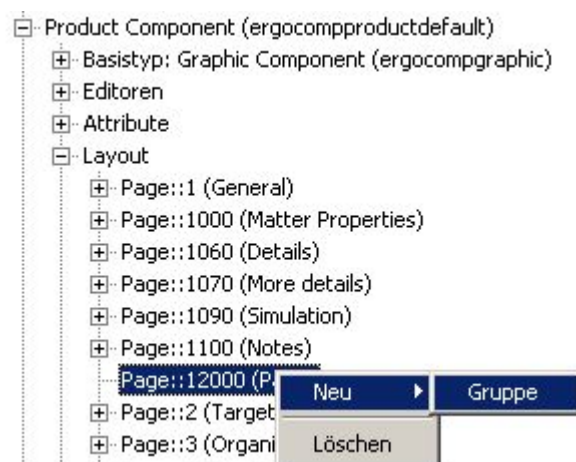 Product Component (ergocompproductdefault)
Basistyp: Graphic Component (ergocompgraphic)
Editoren
Attribute
Layout
Page::1 (General)
Page::1000 (Matter Properties)
Page::1060 (Details)
Page::1070 (More details)
Page::1090 (Simulation)
Page::1100 (Notes)
Page::12000 (P
Neu Gruppe
Page::2 (Target
Page::3 (Organi
Löschen